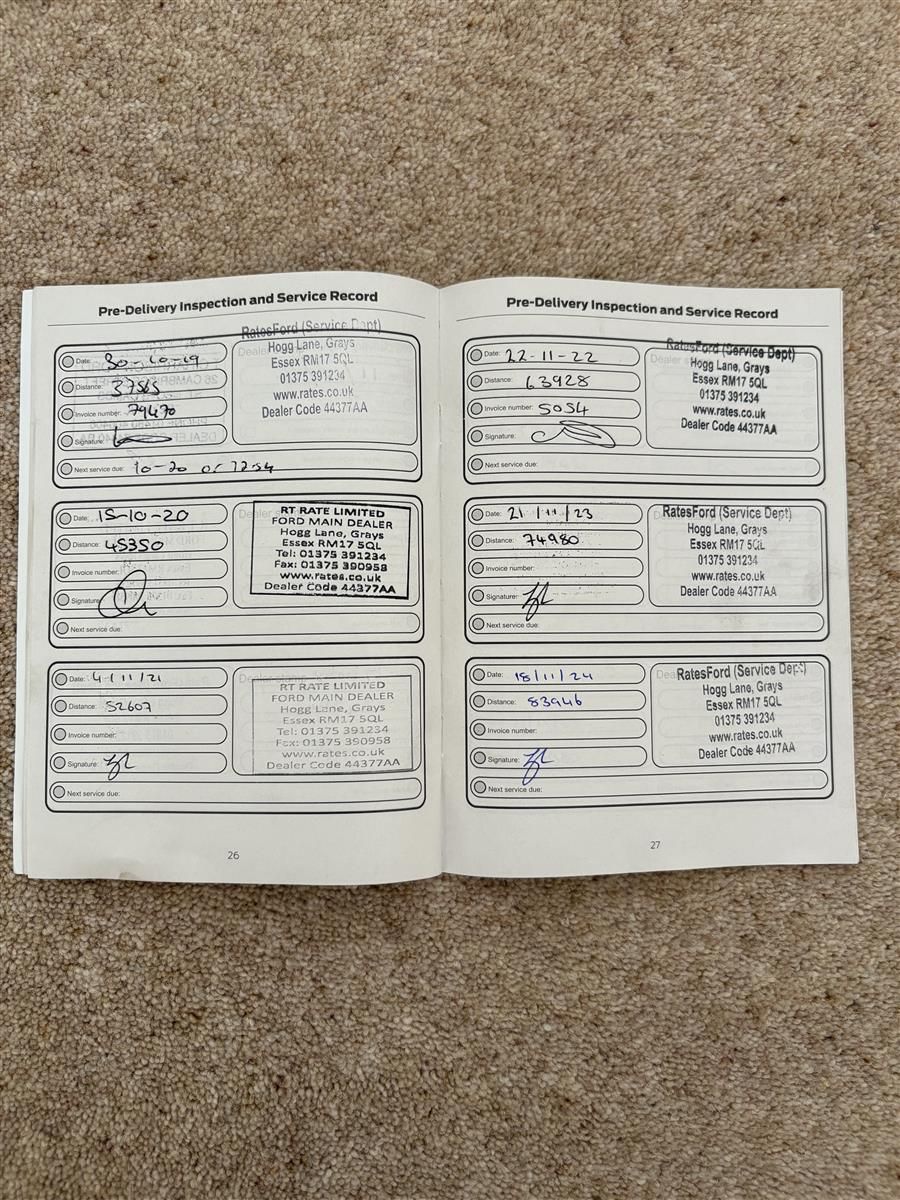 Pre-Delivery Inspection and Service Record
Date: 30-10-19
Distance:
Invoice number: 79470
Signature:
Next service due: 10-20 or
RatesFord (Service Dept)
Hogg Lane, Grays
Essex RM17 5QL
01375 391234
www.rates.co.uk
Dealer Code 44377AA
Date: 15-10-20
Distance: 45350
Invoice number:
Signature:
Next service due:
RT RATE LIMITED
FORD MAIN DEALER
Hogg Lane, Grays
Essex RM17 5QL
Tel: 01375 391234
Fax: 01375 390958
www.rates.co.uk
Dealer Code 44377AA
Date: 4/11/21
Distance: 52607
Invoice number:
Signature:
Next service due:
RT RATE LIMITED
FORD MAIN DEALER
Hogg Lane, Grays
Essex RM17 5QL
Tel: 01375 391234
Fax: 01375 390958
www.rates.co.uk
Dealer Code 44377AA
26
Pre-Delivery Inspection and Service Record
Date: 22-11-22
Distance: 63928
Invoice number: 5054
Signature:
Next service due:
RatesFord (Service Dept)
Hogg Lane, Grays
Essex RM17 5QL
01375 391234
www.rates.co.uk
Dealer Code 44377AA
Date: 21/11/23
Distance: 74980
Invoice number:
Signature:
Next service due:
RatesFord (Service Dept)
Hogg Lane, Grays
Essex RM17 5QL
01375 391234
www.rates.co.uk
Dealer Code 44377AA
Date: 18/11/24
Distance: 83946
Invoice number:
Signature:
Next service due:
RatesFord (Service Dept)
Hogg Lane, Grays
Essex RM17 5QL
01375 391234
www.rates.co.uk
Dealer Code 44377AA
27